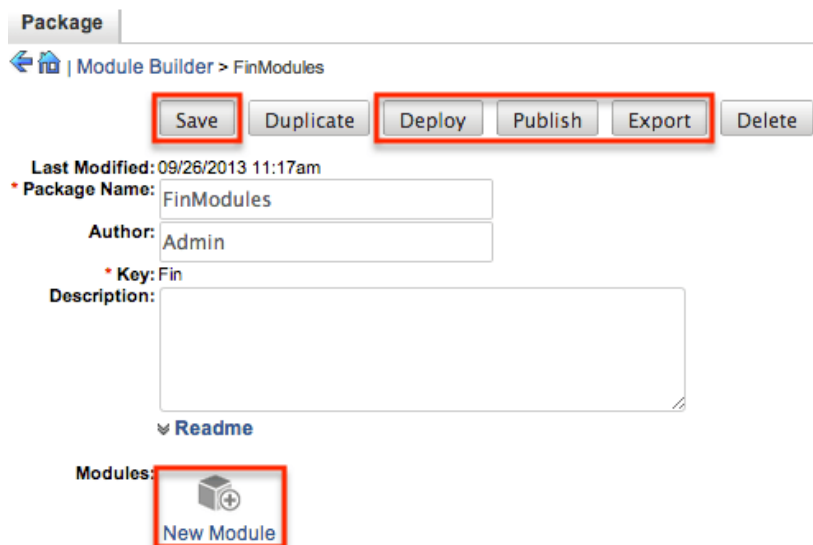 Package
| Module Builder > FinModules
Save Duplicate Deploy Publish Export Delete
Last Modified: 09/26/2013 11:17am
* Package Name: FinModules
Author: Admin
* Key: Fin
Description:
Readme
Modules:
New Module